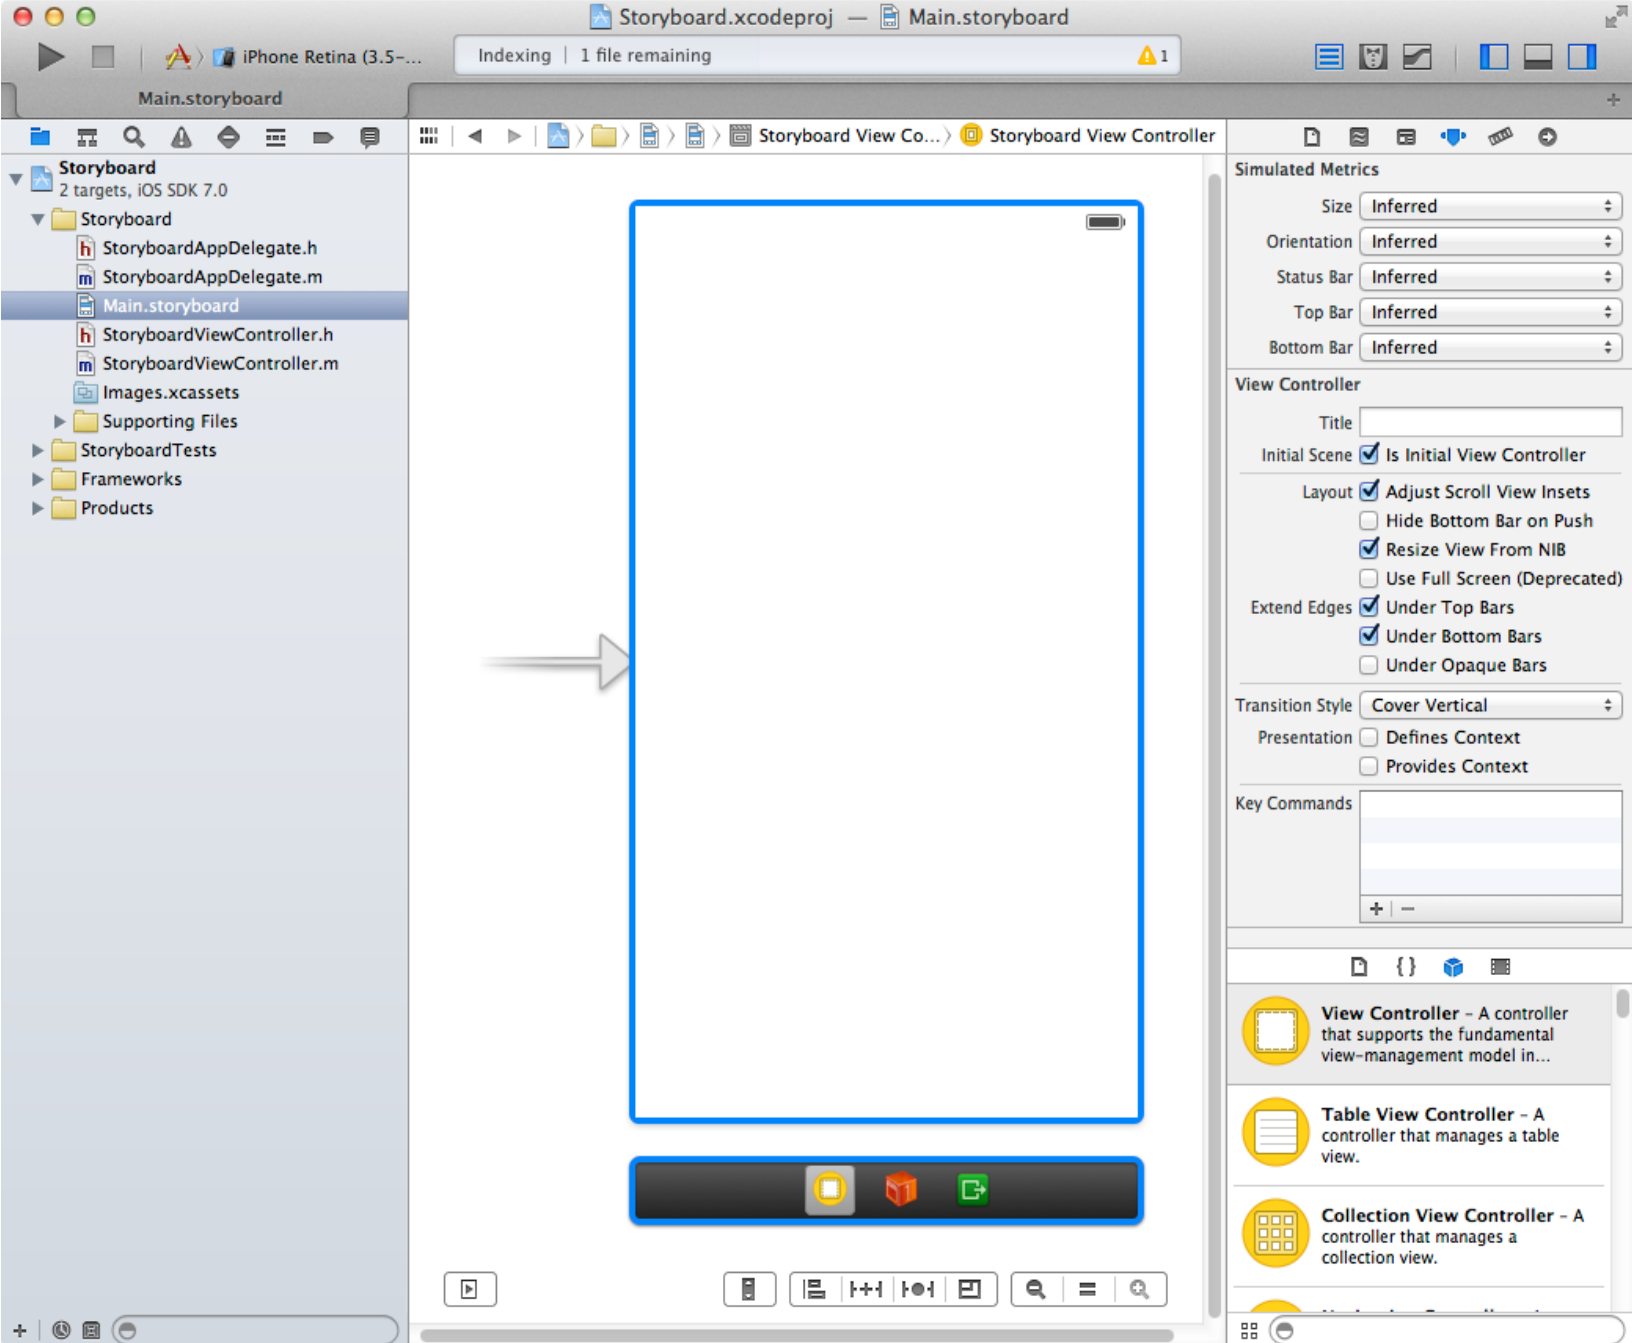 Storyboard.xcodeproj — Main.storyboard
iPhone Retina (3.5-...
Indexing | 1 file remaining
1
Main.storyboard
Storyboard View Co...
Storyboard View Controller
Storyboard
2 targets, iOS SDK 7.0
Storyboard
StoryboardAppDelegate.h
StoryboardAppDelegate.m
Main.storyboard
StoryboardViewController.h
StoryboardViewController.m
Images.xcassets
Supporting Files
StoryboardTests
Frameworks
Products
Simulated Metrics
Size Inferred
Orientation Inferred
Status Bar Inferred
Top Bar Inferred
Bottom Bar Inferred
View Controller
Title
Initial Scene Is Initial View Controller
Layout Adjust Scroll View Insets
Hide Bottom Bar on Push
Resize View From NIB
Use Full Screen (Deprecated)
Extend Edges Under Top Bars
Under Bottom Bars
Under Opaque Bars
Transition Style Cover Vertical
Presentation Defines Context
Provides Context
Key Commands
View Controller – A controller
that supports the fundamental
view-management model in...
Table View Controller – A
controller that manages a table
view.
Collection View Controller – A
controller that manages a
collection view.